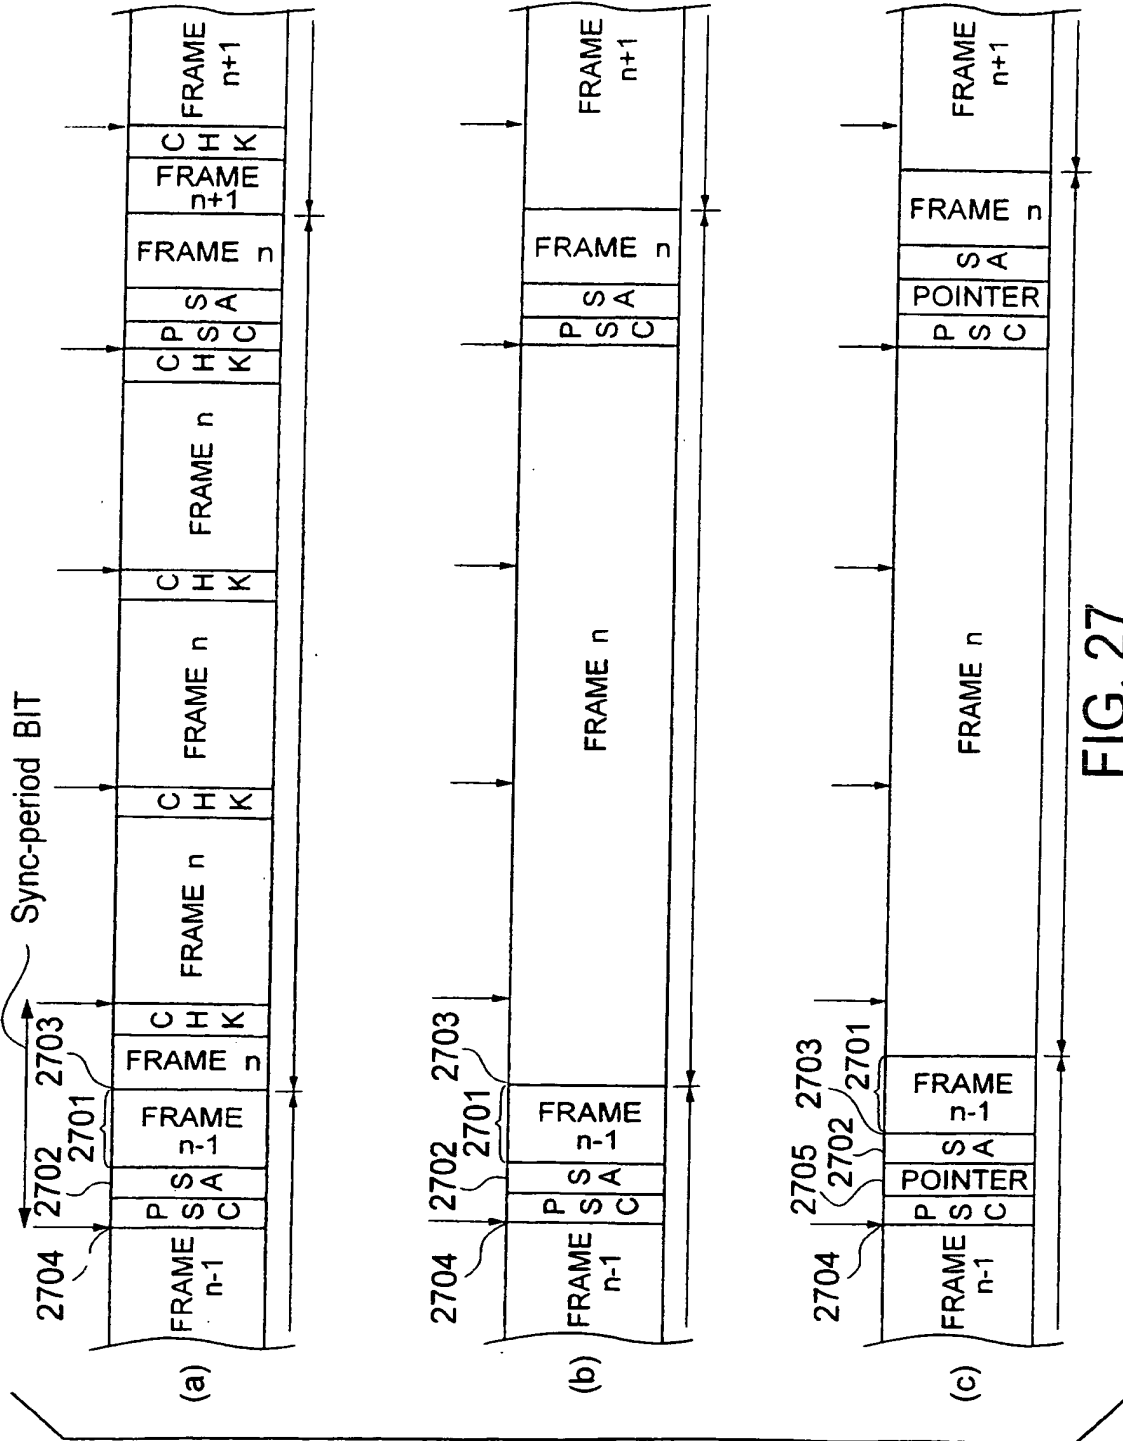 Sync-period BIT
2704
2702
2701
2703
(a)
FRAME
n-1
P S C
S A
FRAME
n-1
FRAME n
C H K
FRAME n
C H K
FRAME n
C H K
FRAME n
C H K
P S C
S A
FRAME n
FRAME
n+1
C H K
FRAME
n+1
2704
2702
2701
2703
(b)
FRAME
n-1
P S C
S A
FRAME
n-1
FRAME n
P S C
S A
FRAME n
FRAME
n+1
2704
2705
2702
2703
2701
(c)
FRAME
n-1
P S C
POINTER
S A
FRAME
n-1
FRAME n
P S C
POINTER
S A
FRAME n
FRAME
n+1
FIG. 27